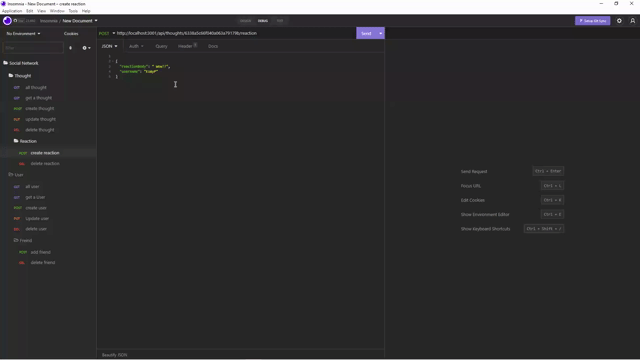 Insomnia - New Document – create reaction
Application File Edit View Window Tools Help
Insomnia / New Document
DESIGN DEBUG TEST
Setup Git Sync
No Environment Cookies
POST http://localhost:3001/api/thoughts/
/reaction
Send
Filter
JSON Auth Query Header Docs
1
2 {
3 "reactionBody": " Wow!!",
4 "username":
5 }
Social Network
Thought
GET all thought
GET get a thought
POST create thought
PUT update thought
DEL delete thought
Reaction
POST create reaction
DEL delete reaction
User
GET all user
GET get a User
POST create user
PUT update user
DEL delete user
Friend
POST add friend
DEL delete friend
Send Request Ctrl + Enter
Focus URL Ctrl + L
Edit Cookies Ctrl + K
Show Environment Editor Ctrl + E
Show Keyboard Shortcuts Ctrl + Shift + /
Beautify JSON